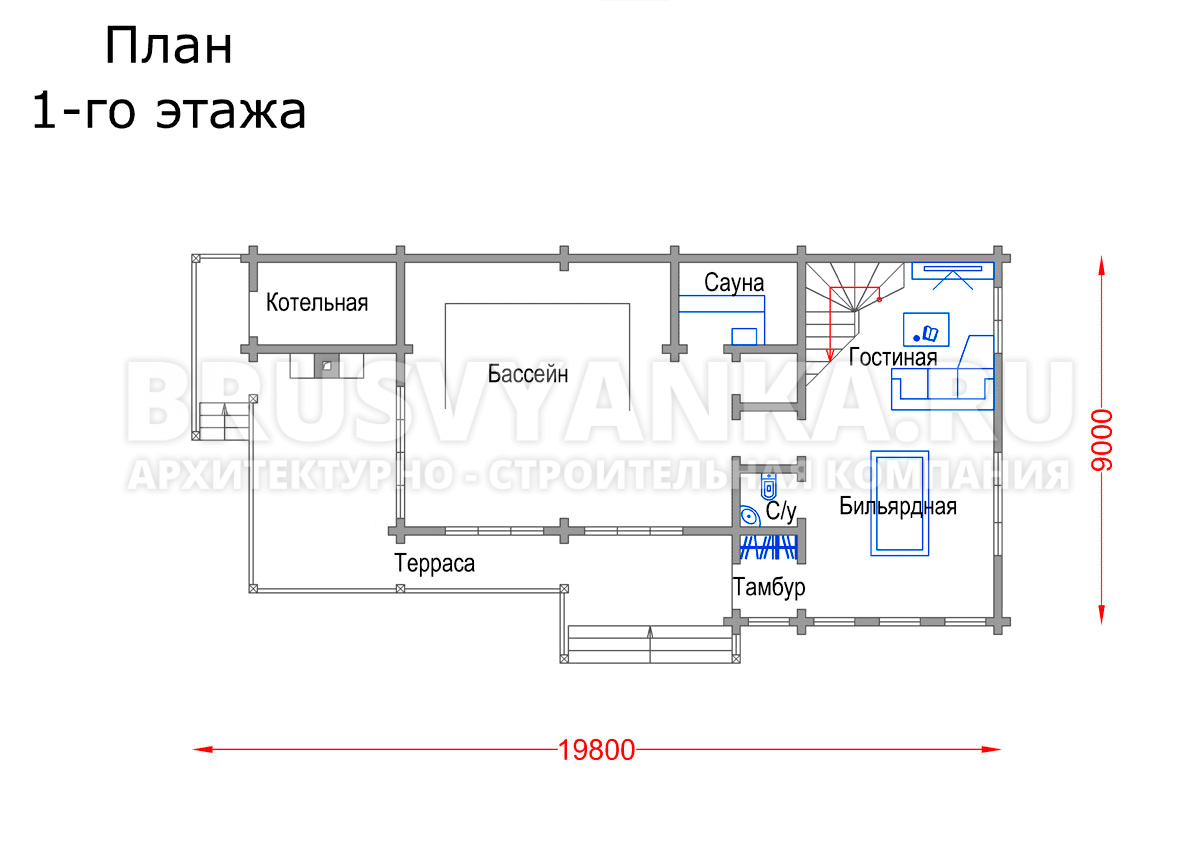 План
1-го этажа
Котельная
Сауна
Гостиная
Бассейн
BRUSVYANKA.RU
АРХИТЕКТУРНО - СТРОИТЕЛЬНАЯ КОМПАНИЯ
С/у
Бильярдная
Терраса
Тамбур
9000
19800